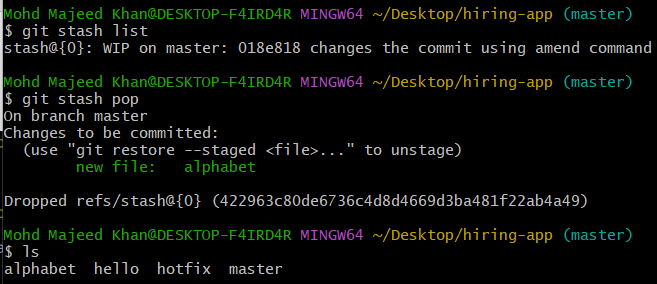 Mohd Majeed Khan@DESKTOP-F4IRD4R MINGW64 ~/Desktop/hiring-app (master)
$ git stash list
stash@{0}: WIP on master: 018e818 changes the commit using amend command
Mohd Majeed Khan@DESKTOP-F4IRD4R MINGW64 ~/Desktop/hiring-app (master)
$ git stash pop
On branch master
Changes to be committed:
  (use "git restore --staged <file>..." to unstage)
        new file:   alphabet
Dropped refs/stash@{0} (422963c80de6736c4d8d4669d3ba481f22ab4a49)
Mohd Majeed Khan@DESKTOP-F4IRD4R MINGW64 ~/Desktop/hiring-app (master)
$ ls
alphabet  hello  hotfix  master